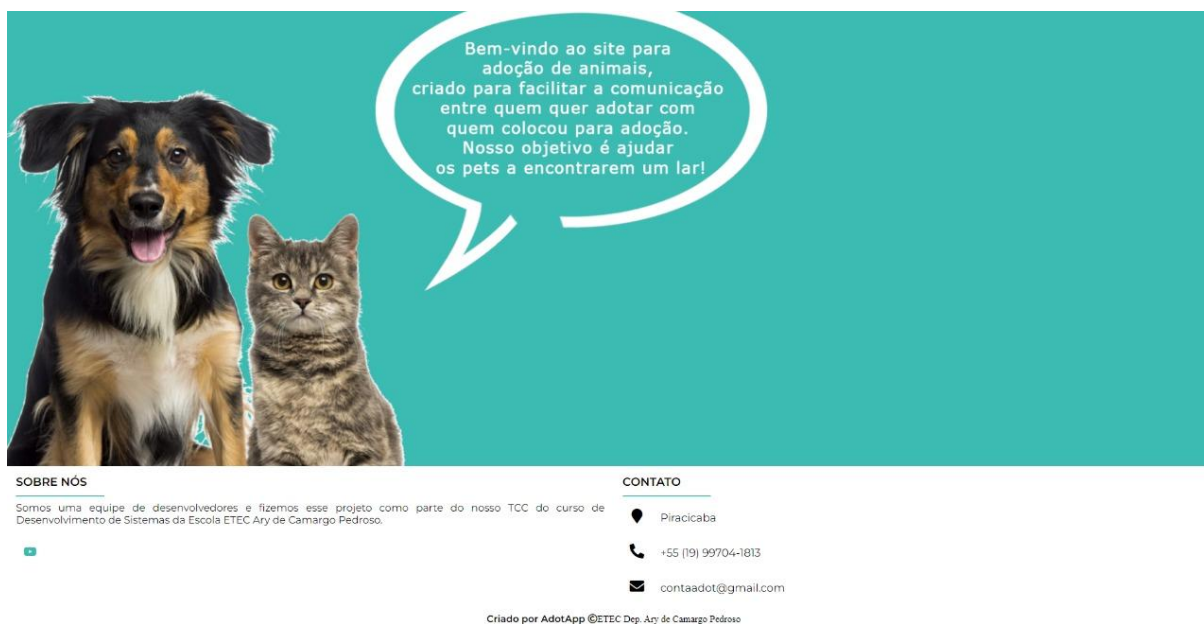 Bem-vindo ao site para
adoção de animais,
criado para facilitar a comunicação
entre quem quer adotar com
quem colocou para adoção.
Nosso objetivo é ajudar
os pets a encontrarem um lar!
SOBRE NÓS
Somos uma equipe de desenvolvedores e fizemos esse projeto como parte do nosso TCC do curso de
Desenvolvimento de Sistemas da Escola ETEC Ary de Camargo Pedroso.
CONTATO
Piracicaba
+55 (19) 99704-1813
contaadot@gmail.com
Criado por AdotApp ©ETEC Dep. Ary de Camargo Pedroso